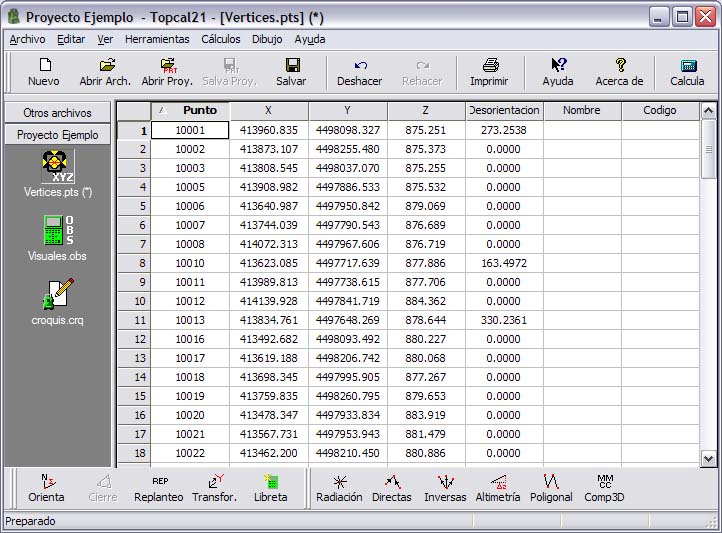 Proyecto Ejemplo - Topcal21 - [Vertices.pts] (*)
Archivo Editar Ver Herramientas Cálculos Dibujo Ayuda
Nuevo Abrir Arch. Abrir Proy. Salva Proy. Salvar Deshacer Rehacer Imprimir Ayuda Acerca de Calcula
Otros archivos
Proyecto Ejemplo
XYZ
Vertices.pts (*)
OBS
Visuales.obs
croquis.crq
Punto X Y Z Desorientacion Nombre Codigo
1 10001 413960.835 4498098.327 875.251 273.2538
2 10002 413873.107 4498255.480 875.373 0.0000
3 10003 413808.545 4498037.070 875.255 0.0000
4 10005 413908.982 4497886.533 875.532 0.0000
5 10006 413640.987 4497950.842 879.069 0.0000
6 10007 413744.039 4497790.543 876.689 0.0000
7 10008 414072.313 4497967.606 876.719 0.0000
8 10010 413623.085 4497717.639 877.886 163.4972
9 10011 413989.813 4497738.615 877.706 0.0000
10 10012 414139.928 4497841.719 884.362 0.0000
11 10013 413834.761 4497648.269 878.644 330.2361
12 10016 413492.682 4498093.492 880.227 0.0000
13 10017 413619.188 4498206.742 880.068 0.0000
14 10018 413698.345 4497995.905 877.267 0.0000
15 10019 413759.835 4498260.795 879.653 0.0000
16 10020 413478.347 4497933.834 883.919 0.0000
17 10021 413567.731 4497953.943 881.479 0.0000
18 10022 413462.200 4498210.450 880.886 0.0000
Orienta Cierre Replanteo Transfor. Libreta Radiación Directas Inversas Altimetría Poligonal Comp3D
Preparado